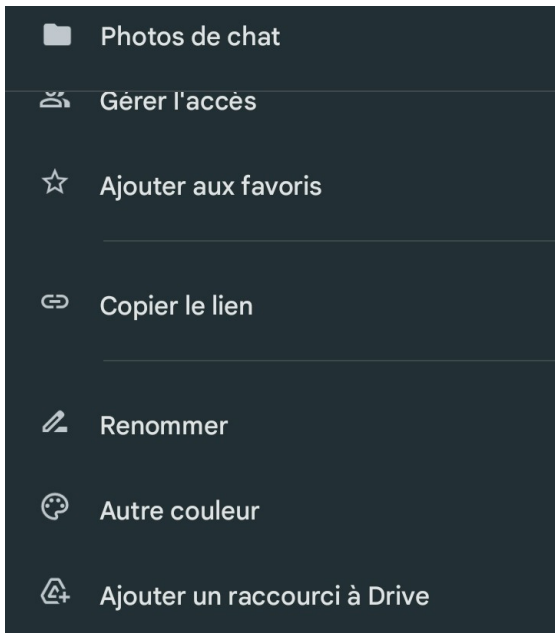 Photos de chat
Gérer l'accès
Ajouter aux favoris
Copier le lien
Renommer
Autre couleur
Ajouter un raccourci à Drive